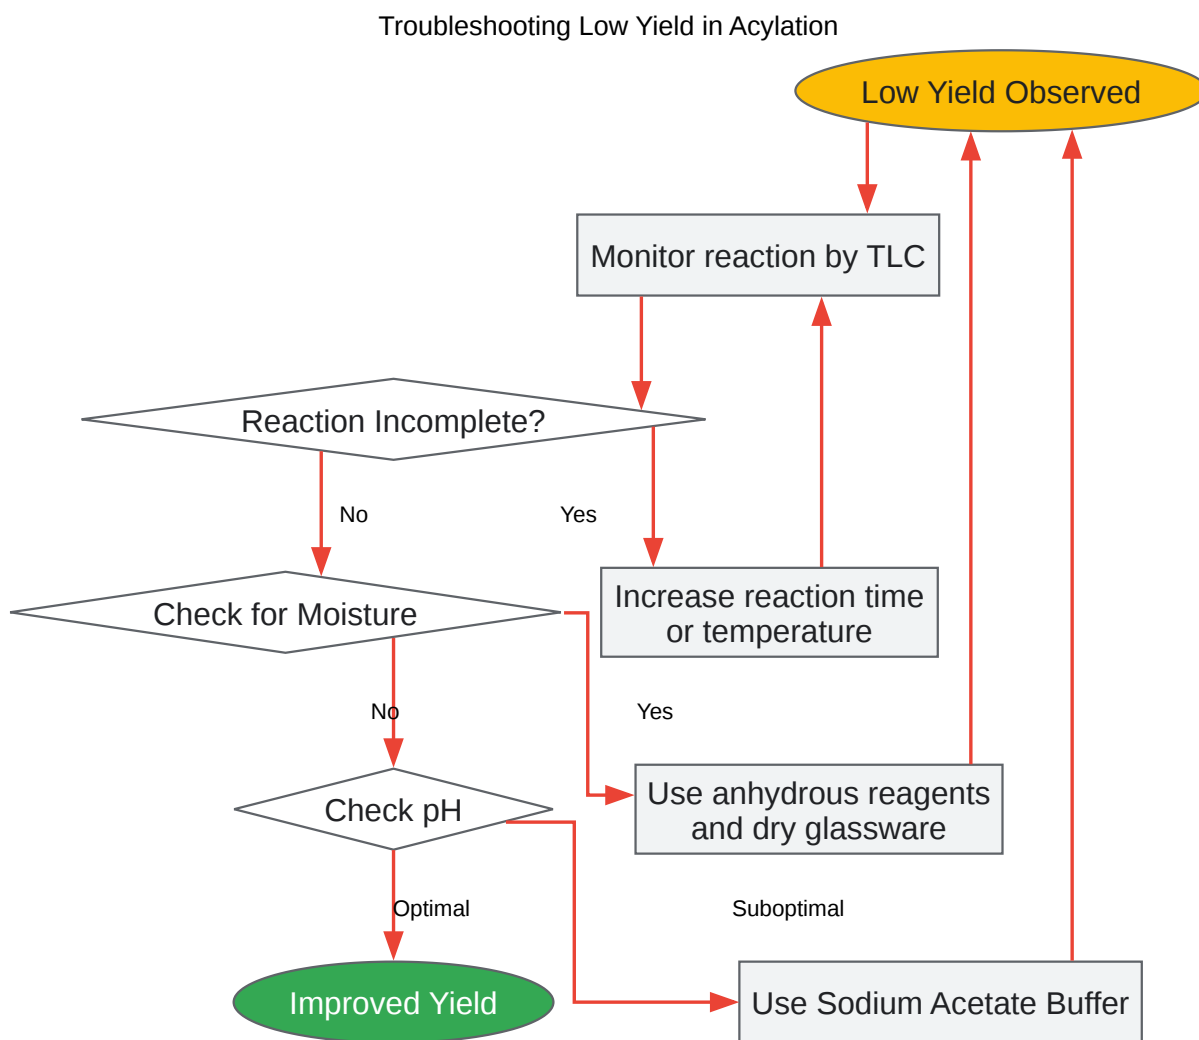 Troubleshooting Low Yield in Acylation
Low Yield Observed
Monitor reaction by TLC
Reaction Incomplete?
No
Yes
Check for Moisture
Increase reaction time
or temperature
No
Yes
Check pH
Use anhydrous reagents
and dry glassware
Optimal
Suboptimal
Improved Yield
Use Sodium Acetate Buffer